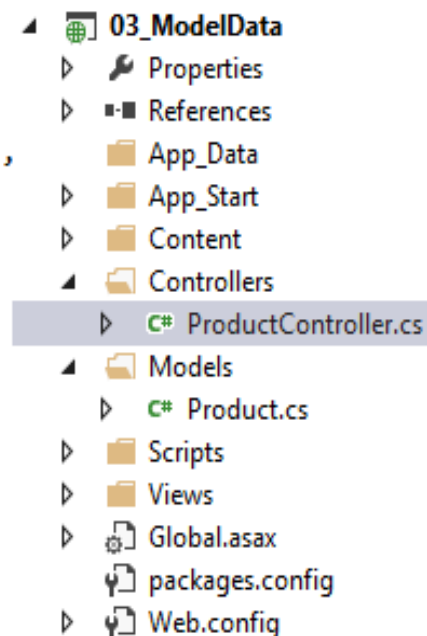 03_ModelData
Properties
References
,
App_Data
App_Start
Content
Controllers
C# ProductController.cs
Models
C# Product.cs
Scripts
Views
Global.asax
packages.config
Web.config